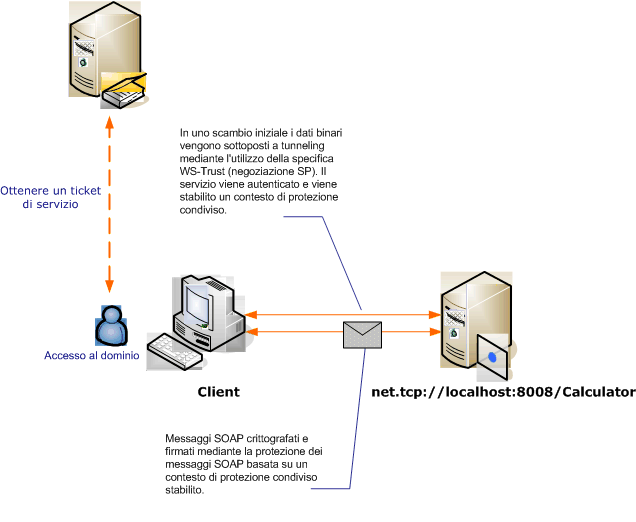 In uno scambio iniziale i dati binari
vengono sottoposti a tunneling
mediante l'utilizzo della specifica
WS-Trust (negoziazione SP). Il
servizio viene autenticato e viene
stabilito un contesto di protezione
condiviso.
Ottenere un ticket
di servizio
Accesso al dominio
Client
net.tcp://localhost:8008/Calculator
Messaggi SOAP crittografati e
firmati mediante la protezione dei
messaggi SOAP basata su un
contesto di protezione condiviso
stabilito.